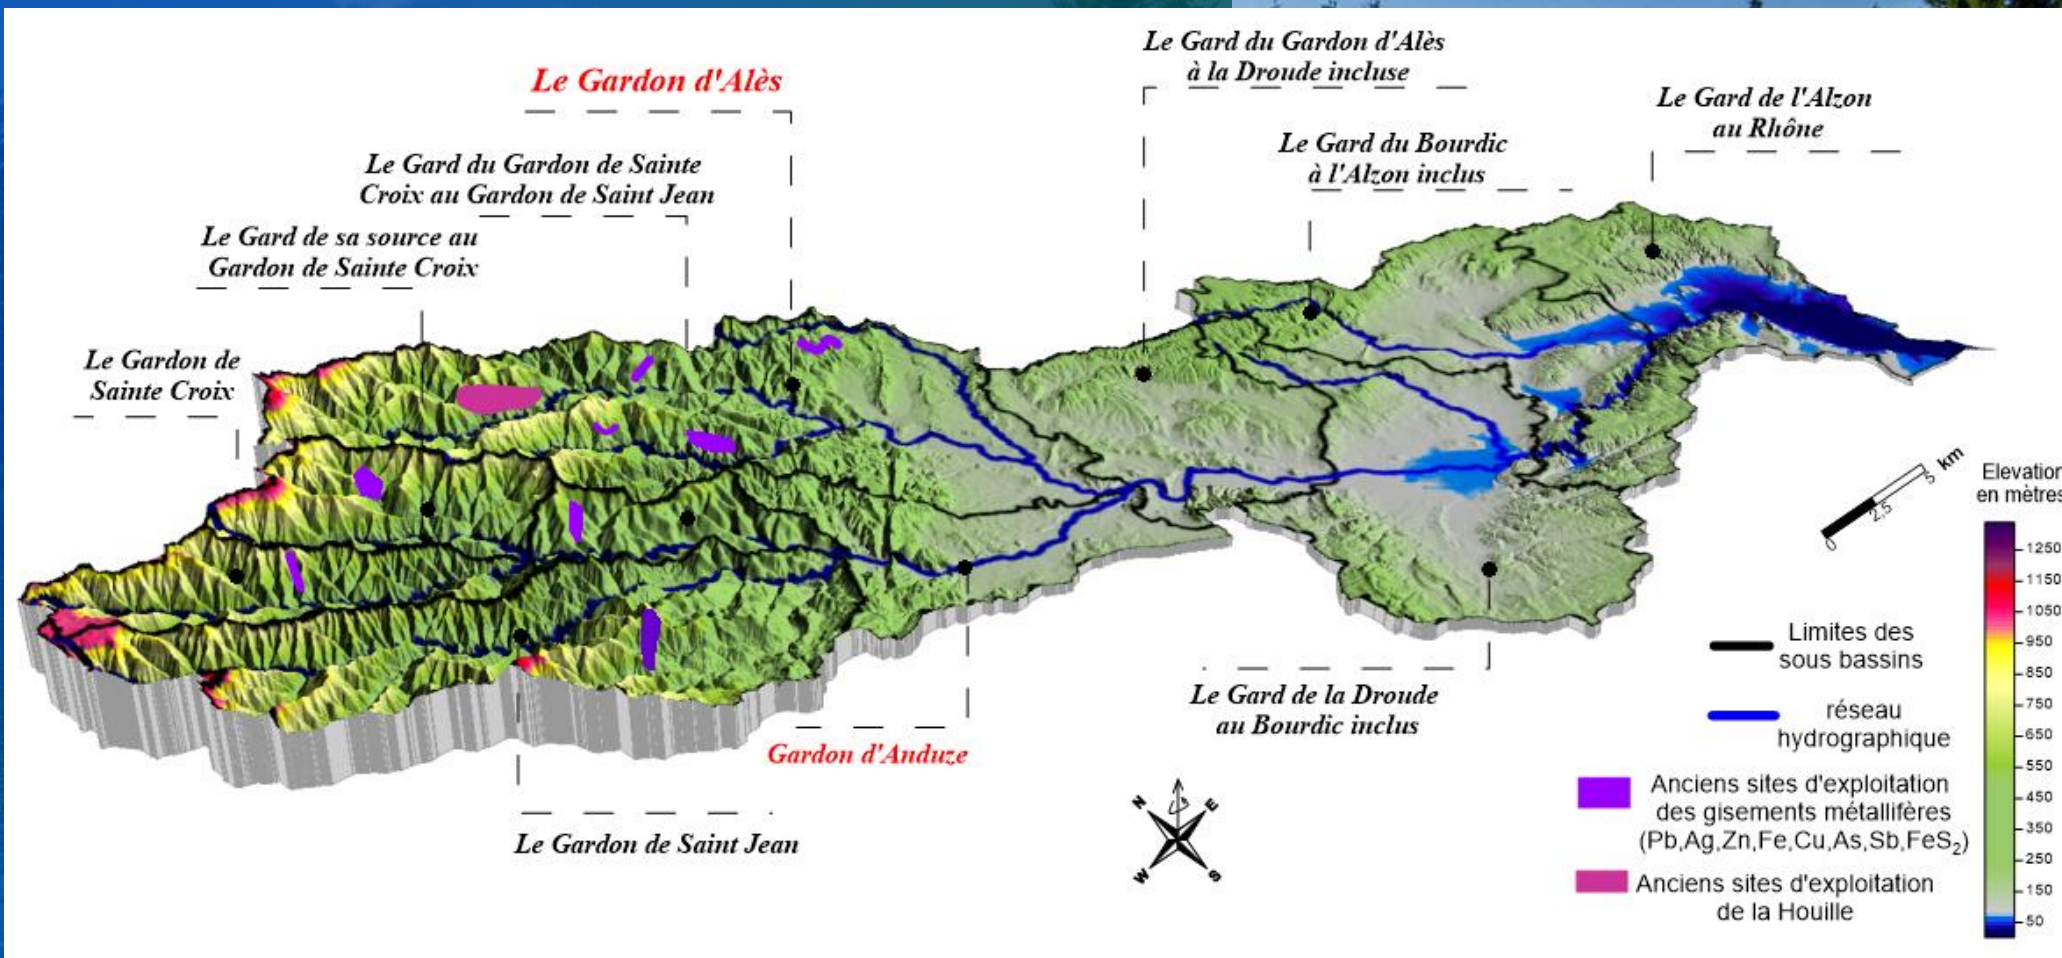 Le Gard du Gardon d'Alès
à la Droude incluse
Le Gardon d'Alès
Le Gard de l'Alzon
au Rhône
Le Gard du Bourdic
à l'Alzon inclus
Le Gard du Gardon de Sainte
Croix au Gardon de Saint Jean
Le Gard de sa source au
Gardon de Sainte Croix
Le Gardon de
Sainte Croix
0 2,5 5 km
Elevation
en mètres
1250
1150
1050
950
850
750
650
550
450
350
250
150
50
Limites des
sous bassins
réseau
hydrographique
Anciens sites d'exploitation
des gisements métallifères
(Pb,Ag,Zn,Fe,Cu,As,Sb,FeS₂)
Anciens sites d'exploitation
de la Houille
Le Gard de la Droude
au Bourdic inclus
Gardon d'Anduze
Le Gardon de Saint Jean
N E
W S